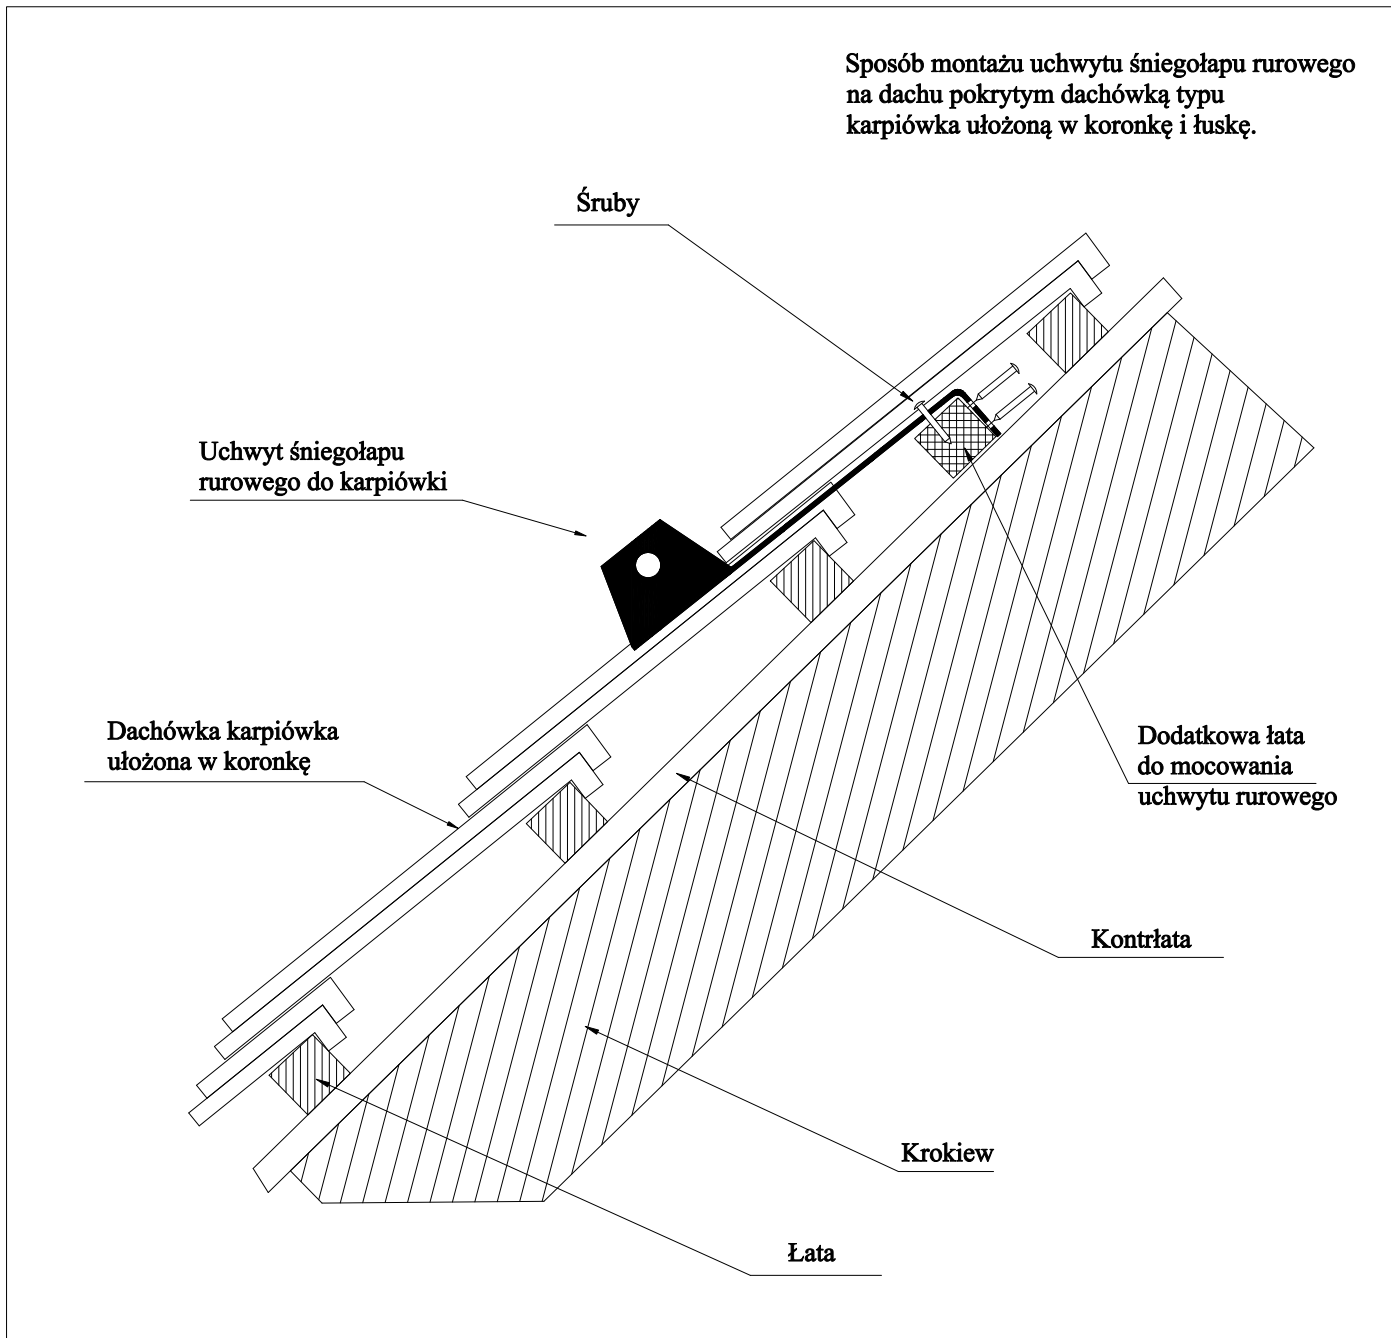 Sposób montażu uchwytu śniegołapu rurowego
na dachu pokrytym dachówką typu
karpiówka ułożoną w koronkę i łuskę.
Śruby
Uchwyt śniegołapu
rurowego do karpiówki
Dachówka karpiówka
ułożona w koronkę
Dodatkowa łata
do mocowania
uchwytu rurowego
Kontrłata
Krokiew
Łata